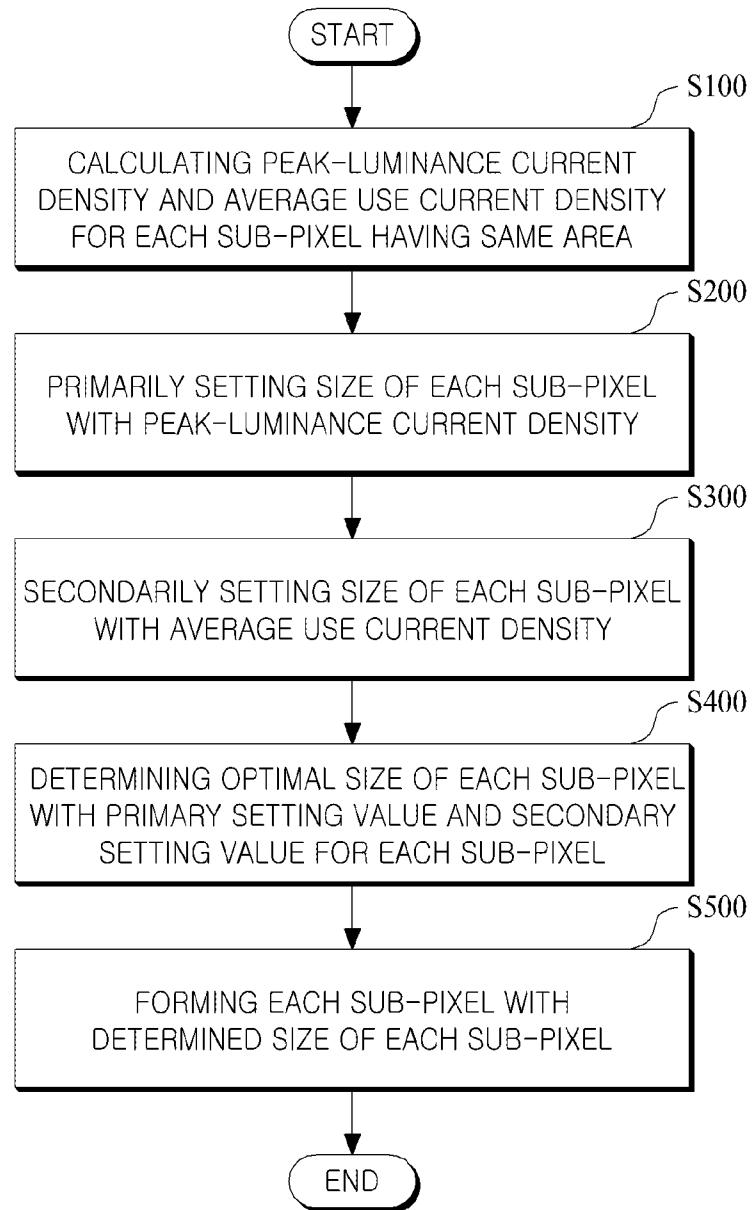 START
S100
CALCULATING PEAK-LUMINANCE CURRENT
DENSITY AND AVERAGE USE CURRENT DENSITY
FOR EACH SUB-PIXEL HAVING SAME AREA
S200
PRIMARILY SETTING SIZE OF EACH SUB-PIXEL
WITH PEAK-LUMINANCE CURRENT DENSITY
S300
SECONDARILY SETTING SIZE OF EACH SUB-PIXEL
WITH AVERAGE USE CURRENT DENSITY
S400
DETERMINING OPTIMAL SIZE OF EACH SUB-PIXEL
WITH PRIMARY SETTING VALUE AND SECONDARY
SETTING VALUE FOR EACH SUB-PIXEL
S500
FORMING EACH SUB-PIXEL WITH
DETERMINED SIZE OF EACH SUB-PIXEL
END